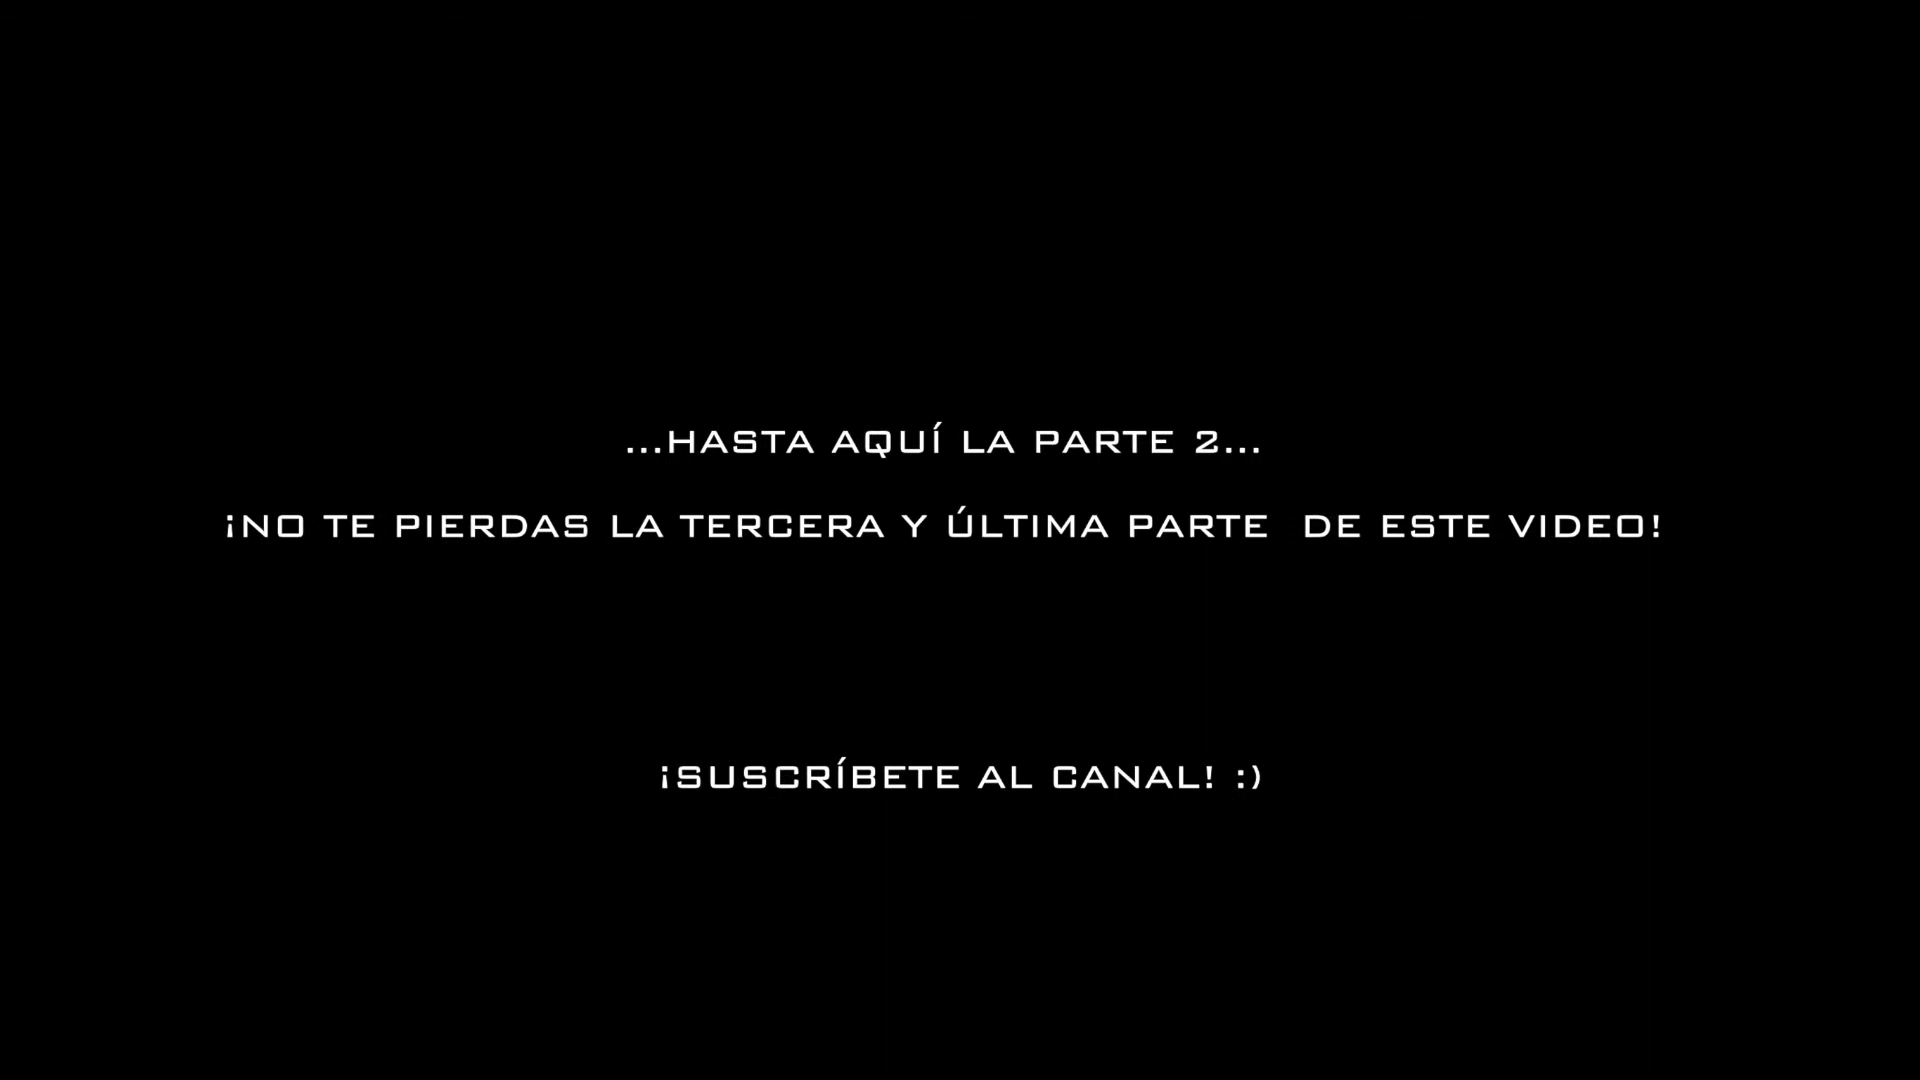 ...HASTA AQUÍ LA PARTE 2...
¡NO TE PIERDAS LA TERCERA Y ÚLTIMA PARTE  DE ESTE VIDEO!
¡SUSCRÍBETE AL CANAL! :)